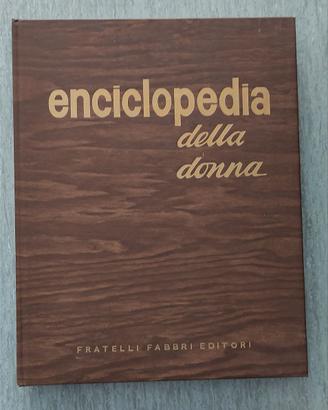 enciclopedia
della
donna
FRATELLI FABBRI EDITORI